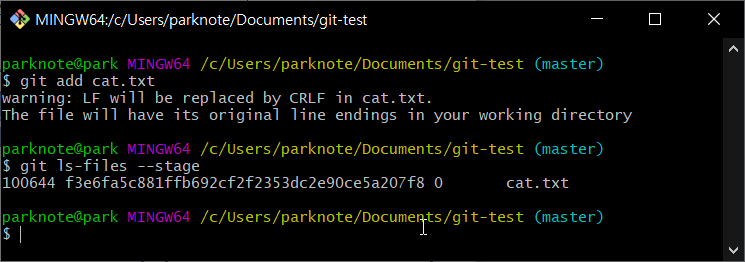 MINGW64:/c/Users/parknote/Documents/git-test
parknote@park MINGW64 /c/Users/parknote/Documents/git-test (master)
$ git add cat.txt
warning: LF will be replaced by CRLF in cat.txt.
The file will have its original line endings in your working directory
parknote@park MINGW64 /c/Users/parknote/Documents/git-test (master)
$ git ls-files --stage
100644 f3e6fa5c881ffb692cf2f2353dc2e90ce5a207f8 0       cat.txt
parknote@park MINGW64 /c/Users/parknote/Documents/git-test (master)
$